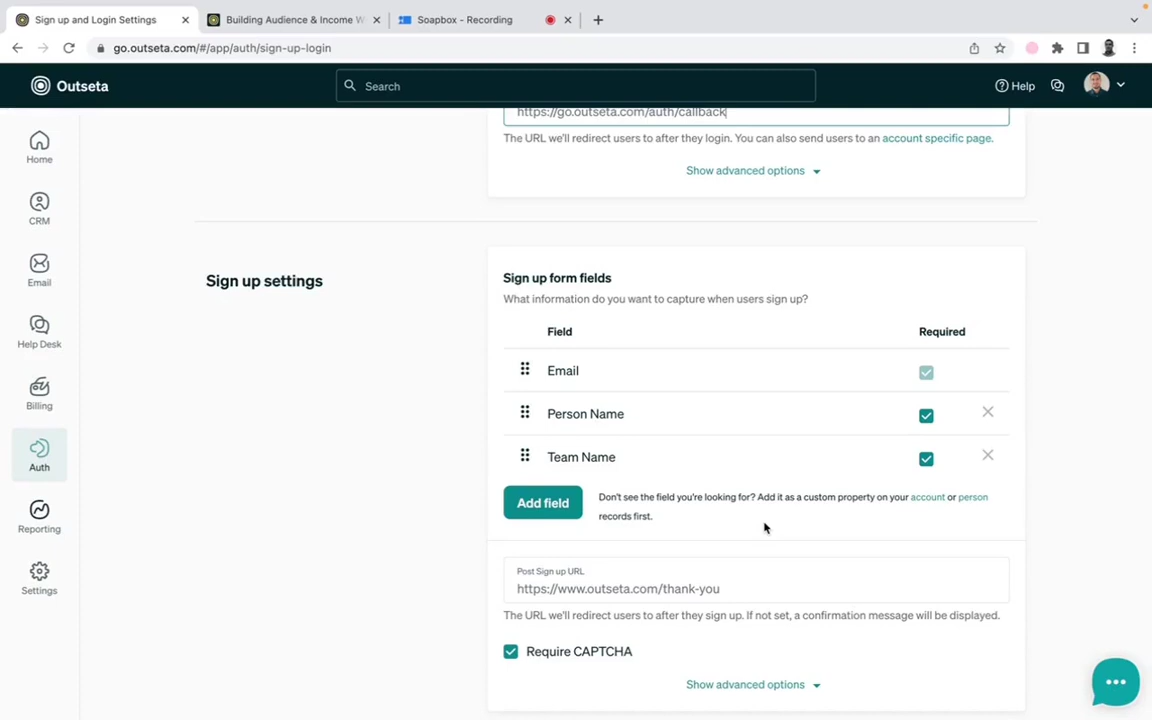 Sign up and Login Settings
Building Audience & Income W
Soapbox - Recording
go.outseta.com/#/app/auth/sign-up-login
Outseta
Search
Help
https://go.outseta.com/auth/callback
The URL we'll redirect users to after they login. You can also send users to an account specific page.
Show advanced options
Home
CRM
Email
Help Desk
Billing
Auth
Reporting
Settings
Sign up settings
Sign up form fields
What information do you want to capture when users sign up?
Field Required
Email
Person Name
Team Name
Add field
Don't see the field you're looking for? Add it as a custom property on your account or person
records first.
Post Sign up URL
https://www.outseta.com/thank-you
The URL we'll redirect users to after they sign up. If not set, a confirmation message will be displayed.
Require CAPTCHA
Show advanced options